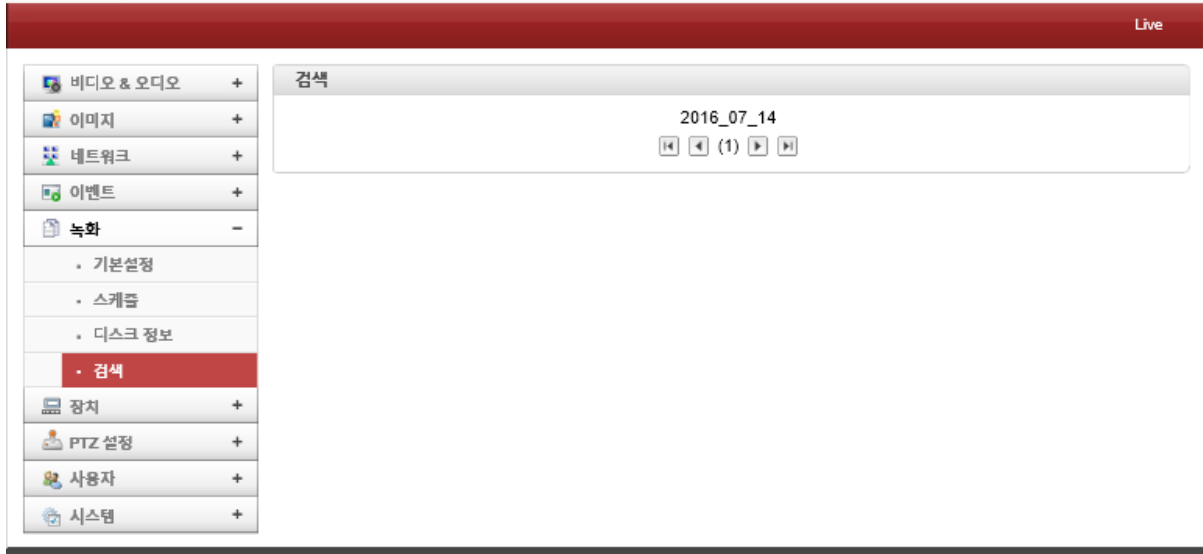 Live
비디오 & 오디오 +
이미지 +
네트워크 +
이벤트 +
녹화 -
기본설정
스케쥴
디스크 정보
검색
장치 +
PTZ 설정 +
사용자 +
시스템 +
검색
2016_07_14
(1)